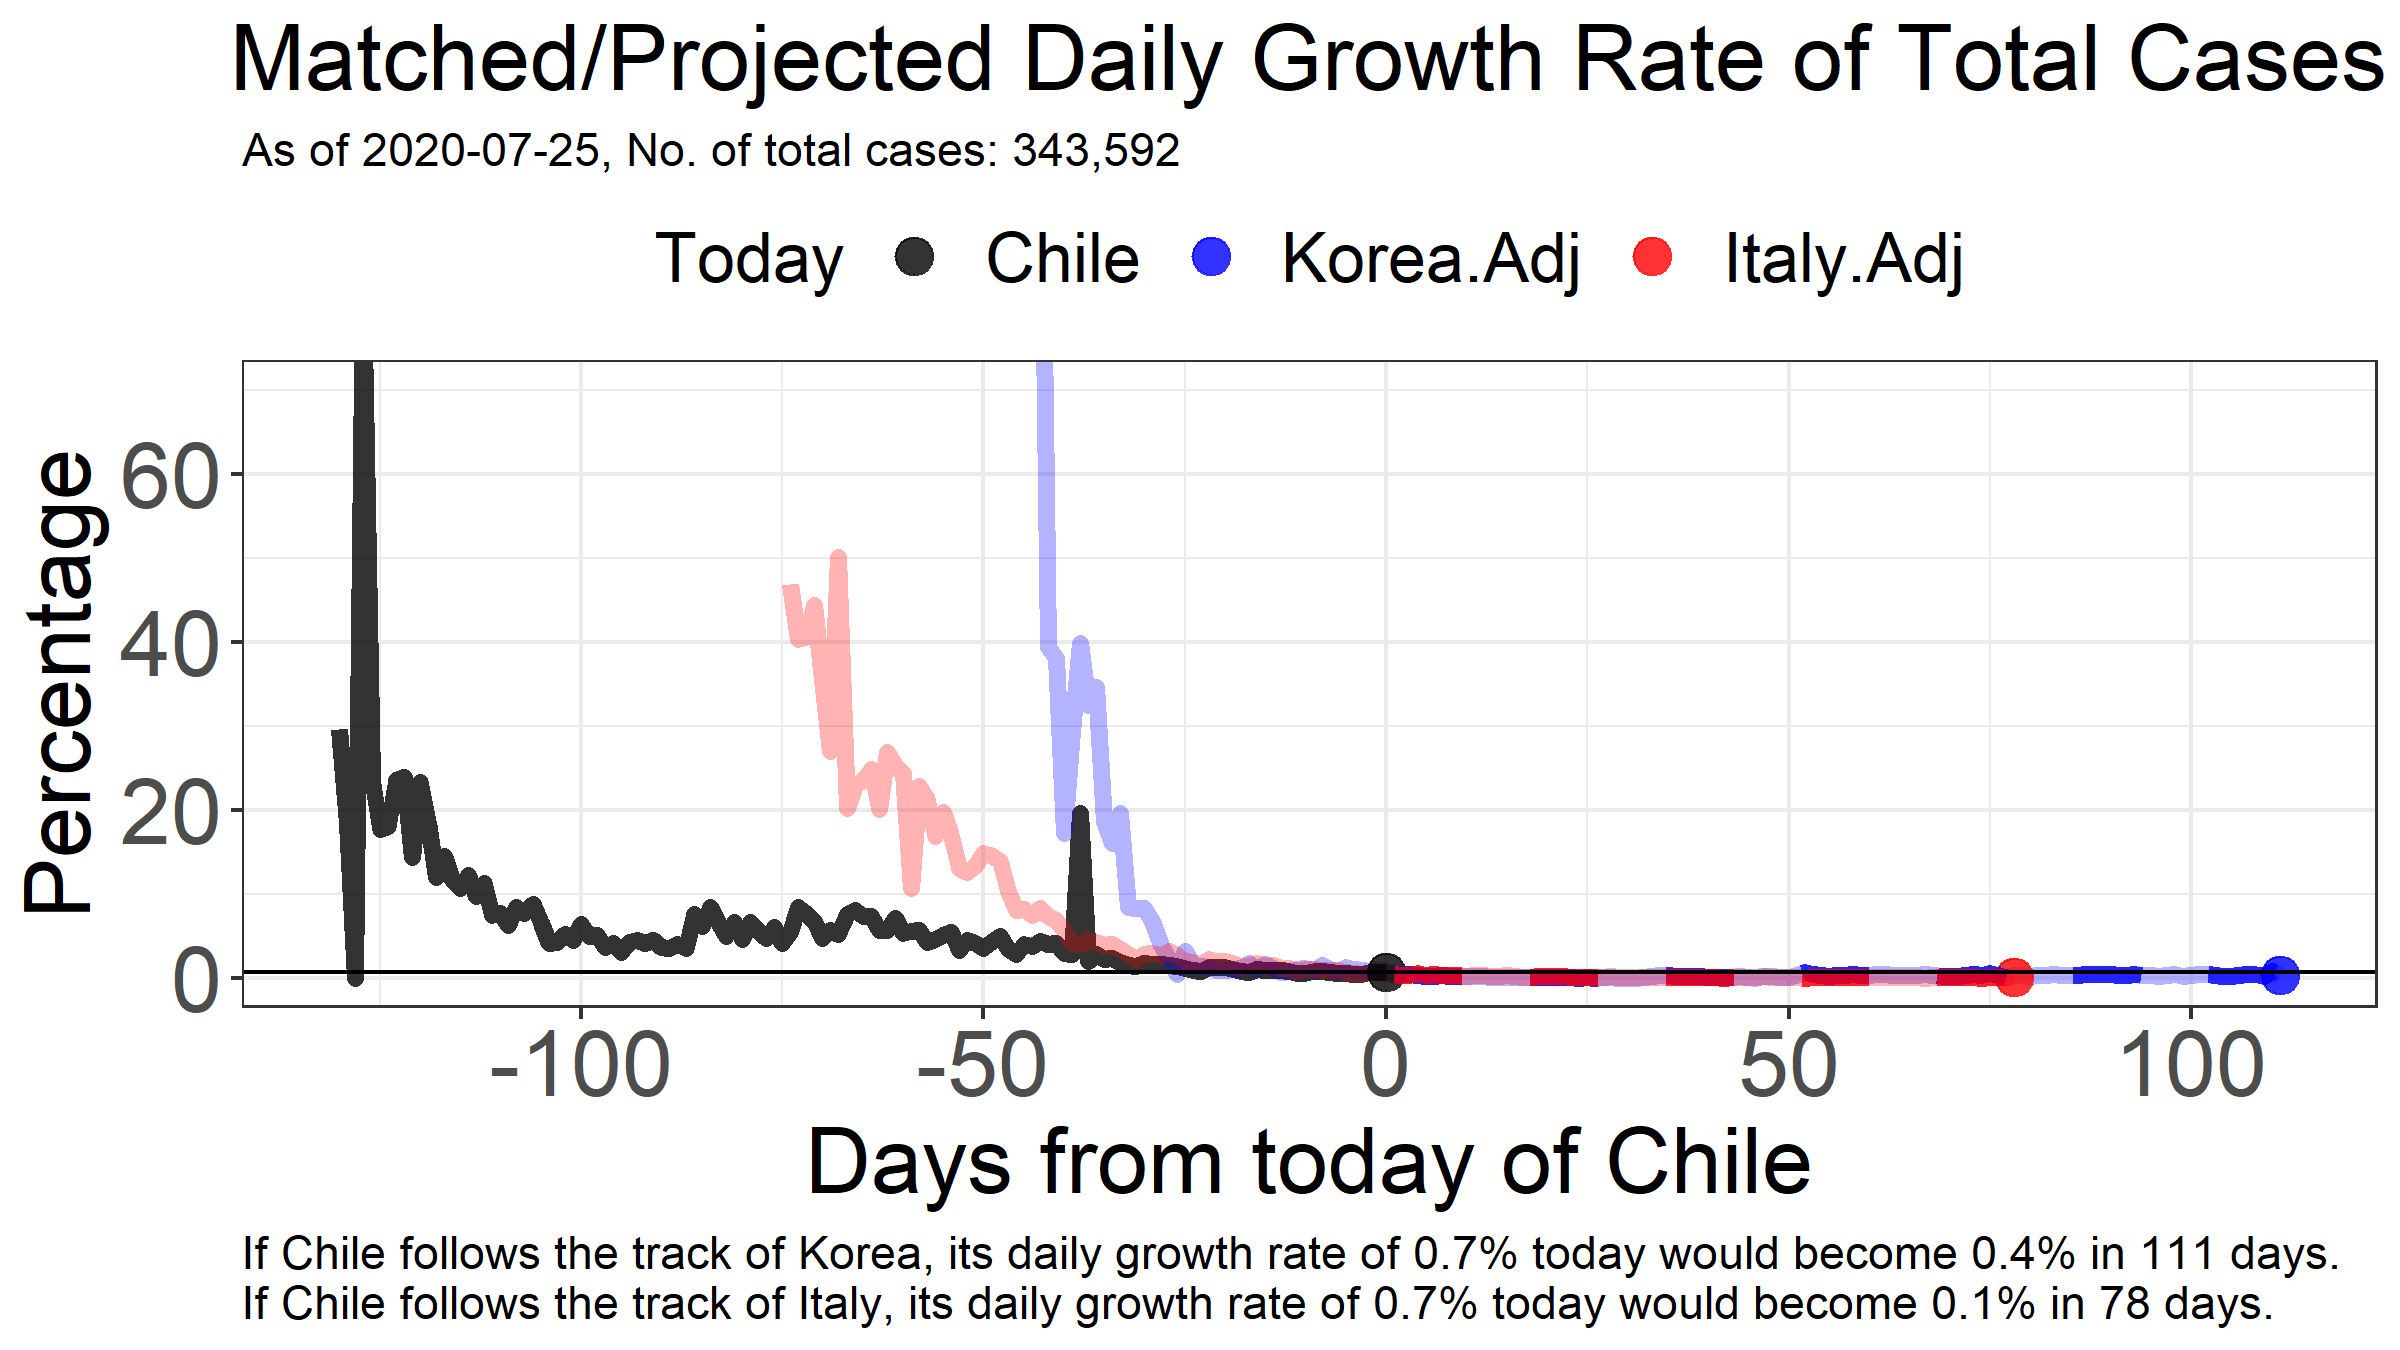 Matched/Projected Daily Growth Rate of Total Cases
As of 2020-07-25, No. of total cases: 343,592
Today Chile Korea.Adj Italy.Adj
Percentage
60
40
20
0
-100 -50 0 50 100
Days from today of Chile
If Chile follows the track of Korea, its daily growth rate of 0.7% today would become 0.4% in 111 days.
If Chile follows the track of Italy, its daily growth rate of 0.7% today would become 0.1% in 78 days.